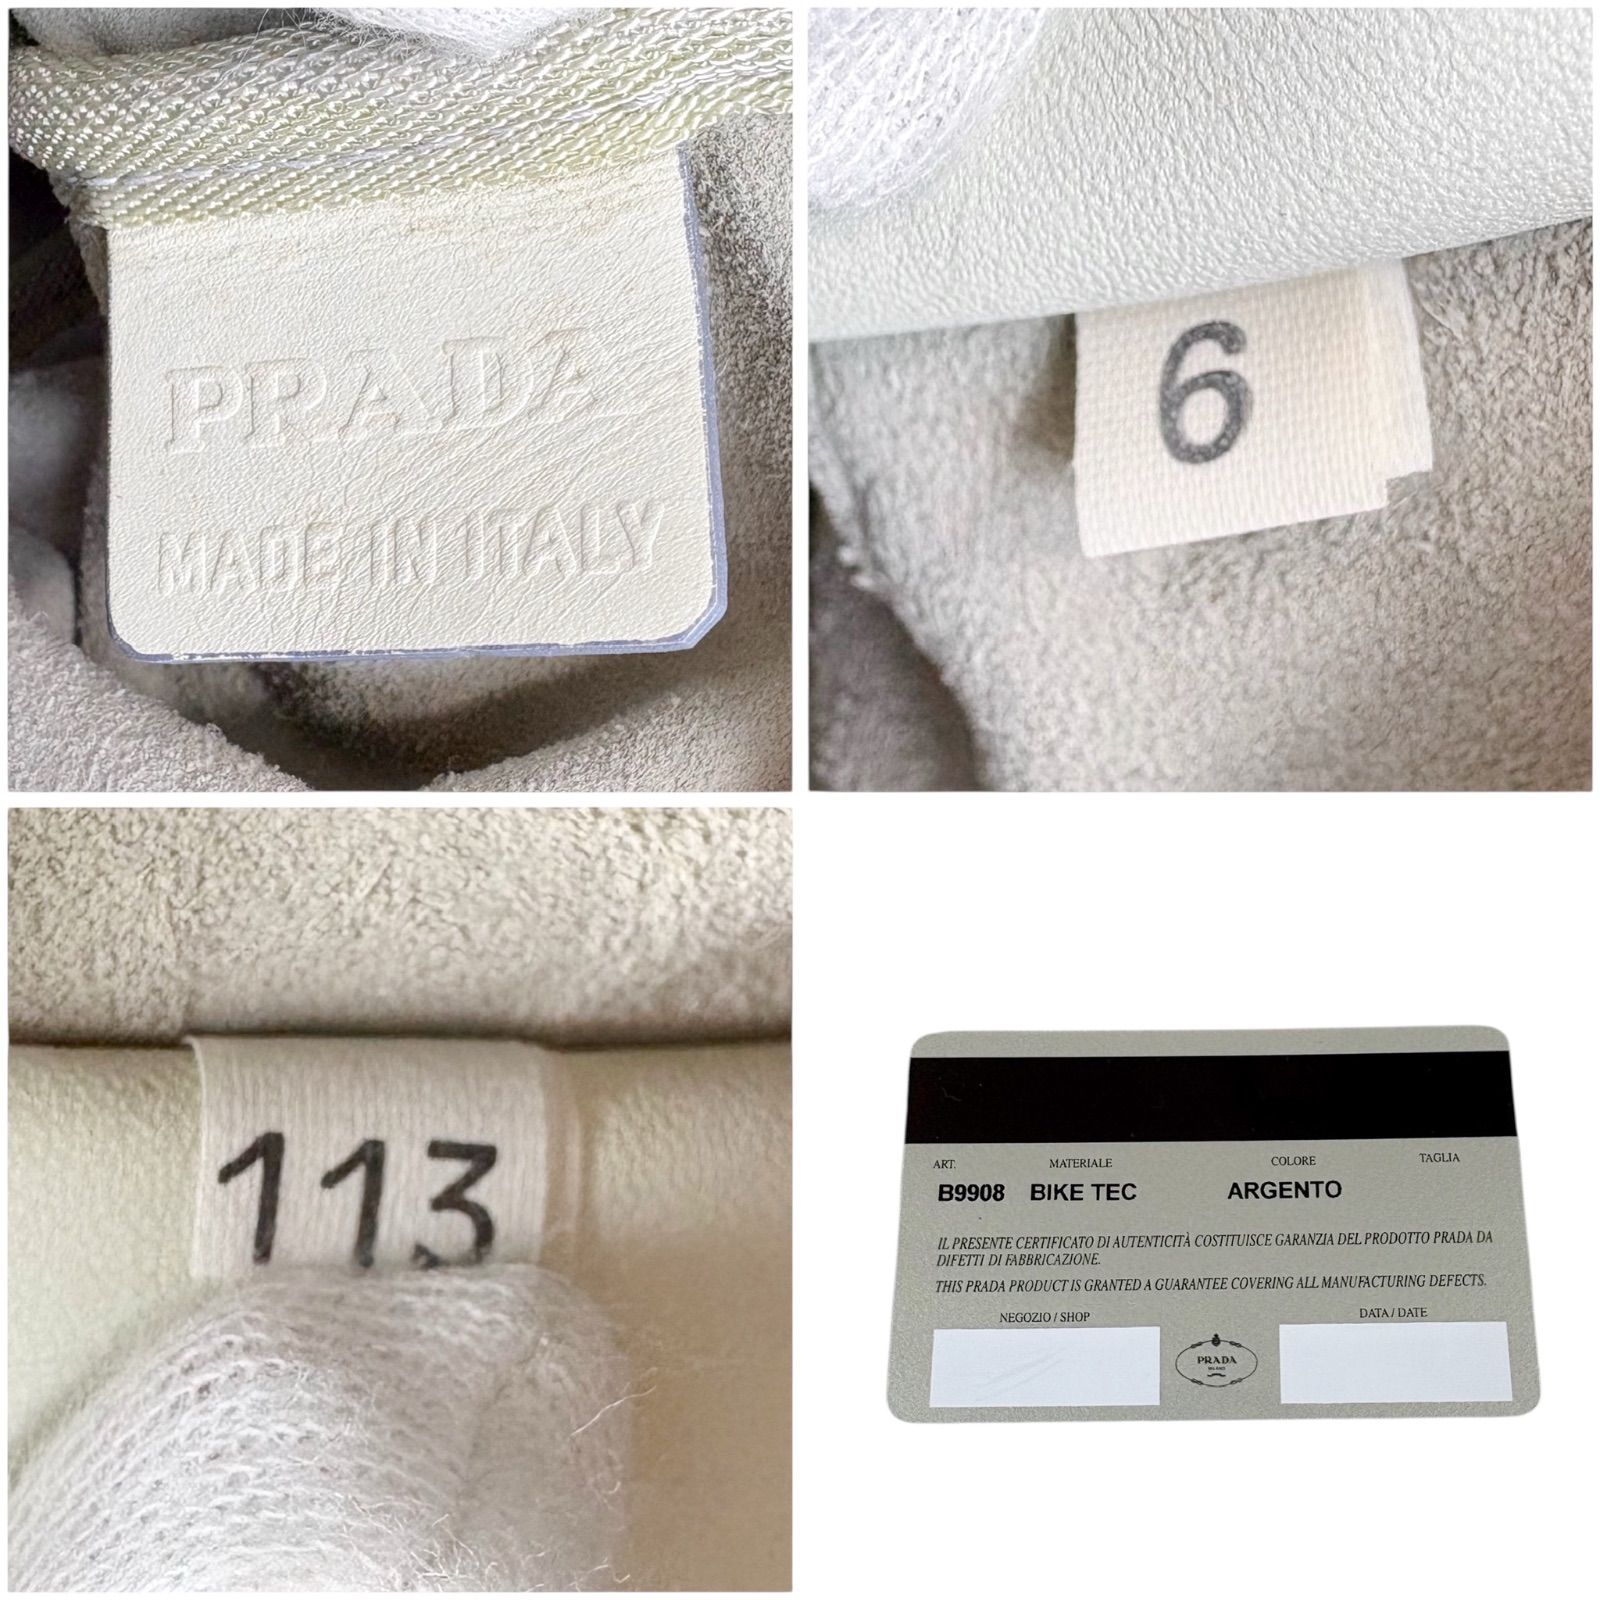 PRADA
MADE IN ITALY
6
113
ART. MATERIALE COLORE TAGLIA
B9908 BIKE TEC ARGENTO
IL PRESENTE CERTIFICATO DI AUTENTICITÀ COSTITUISCE GARANZIA DEL PRODOTTO PRADA DA
DIFETTI DI FABBRICAZIONE.
THIS PRADA PRODUCT IS GRANTED A GUARANTEE COVERING ALL MANUFACTURING DEFECTS.
NEGOZIO / SHOP DATA / DATE
PRADA
MILANO